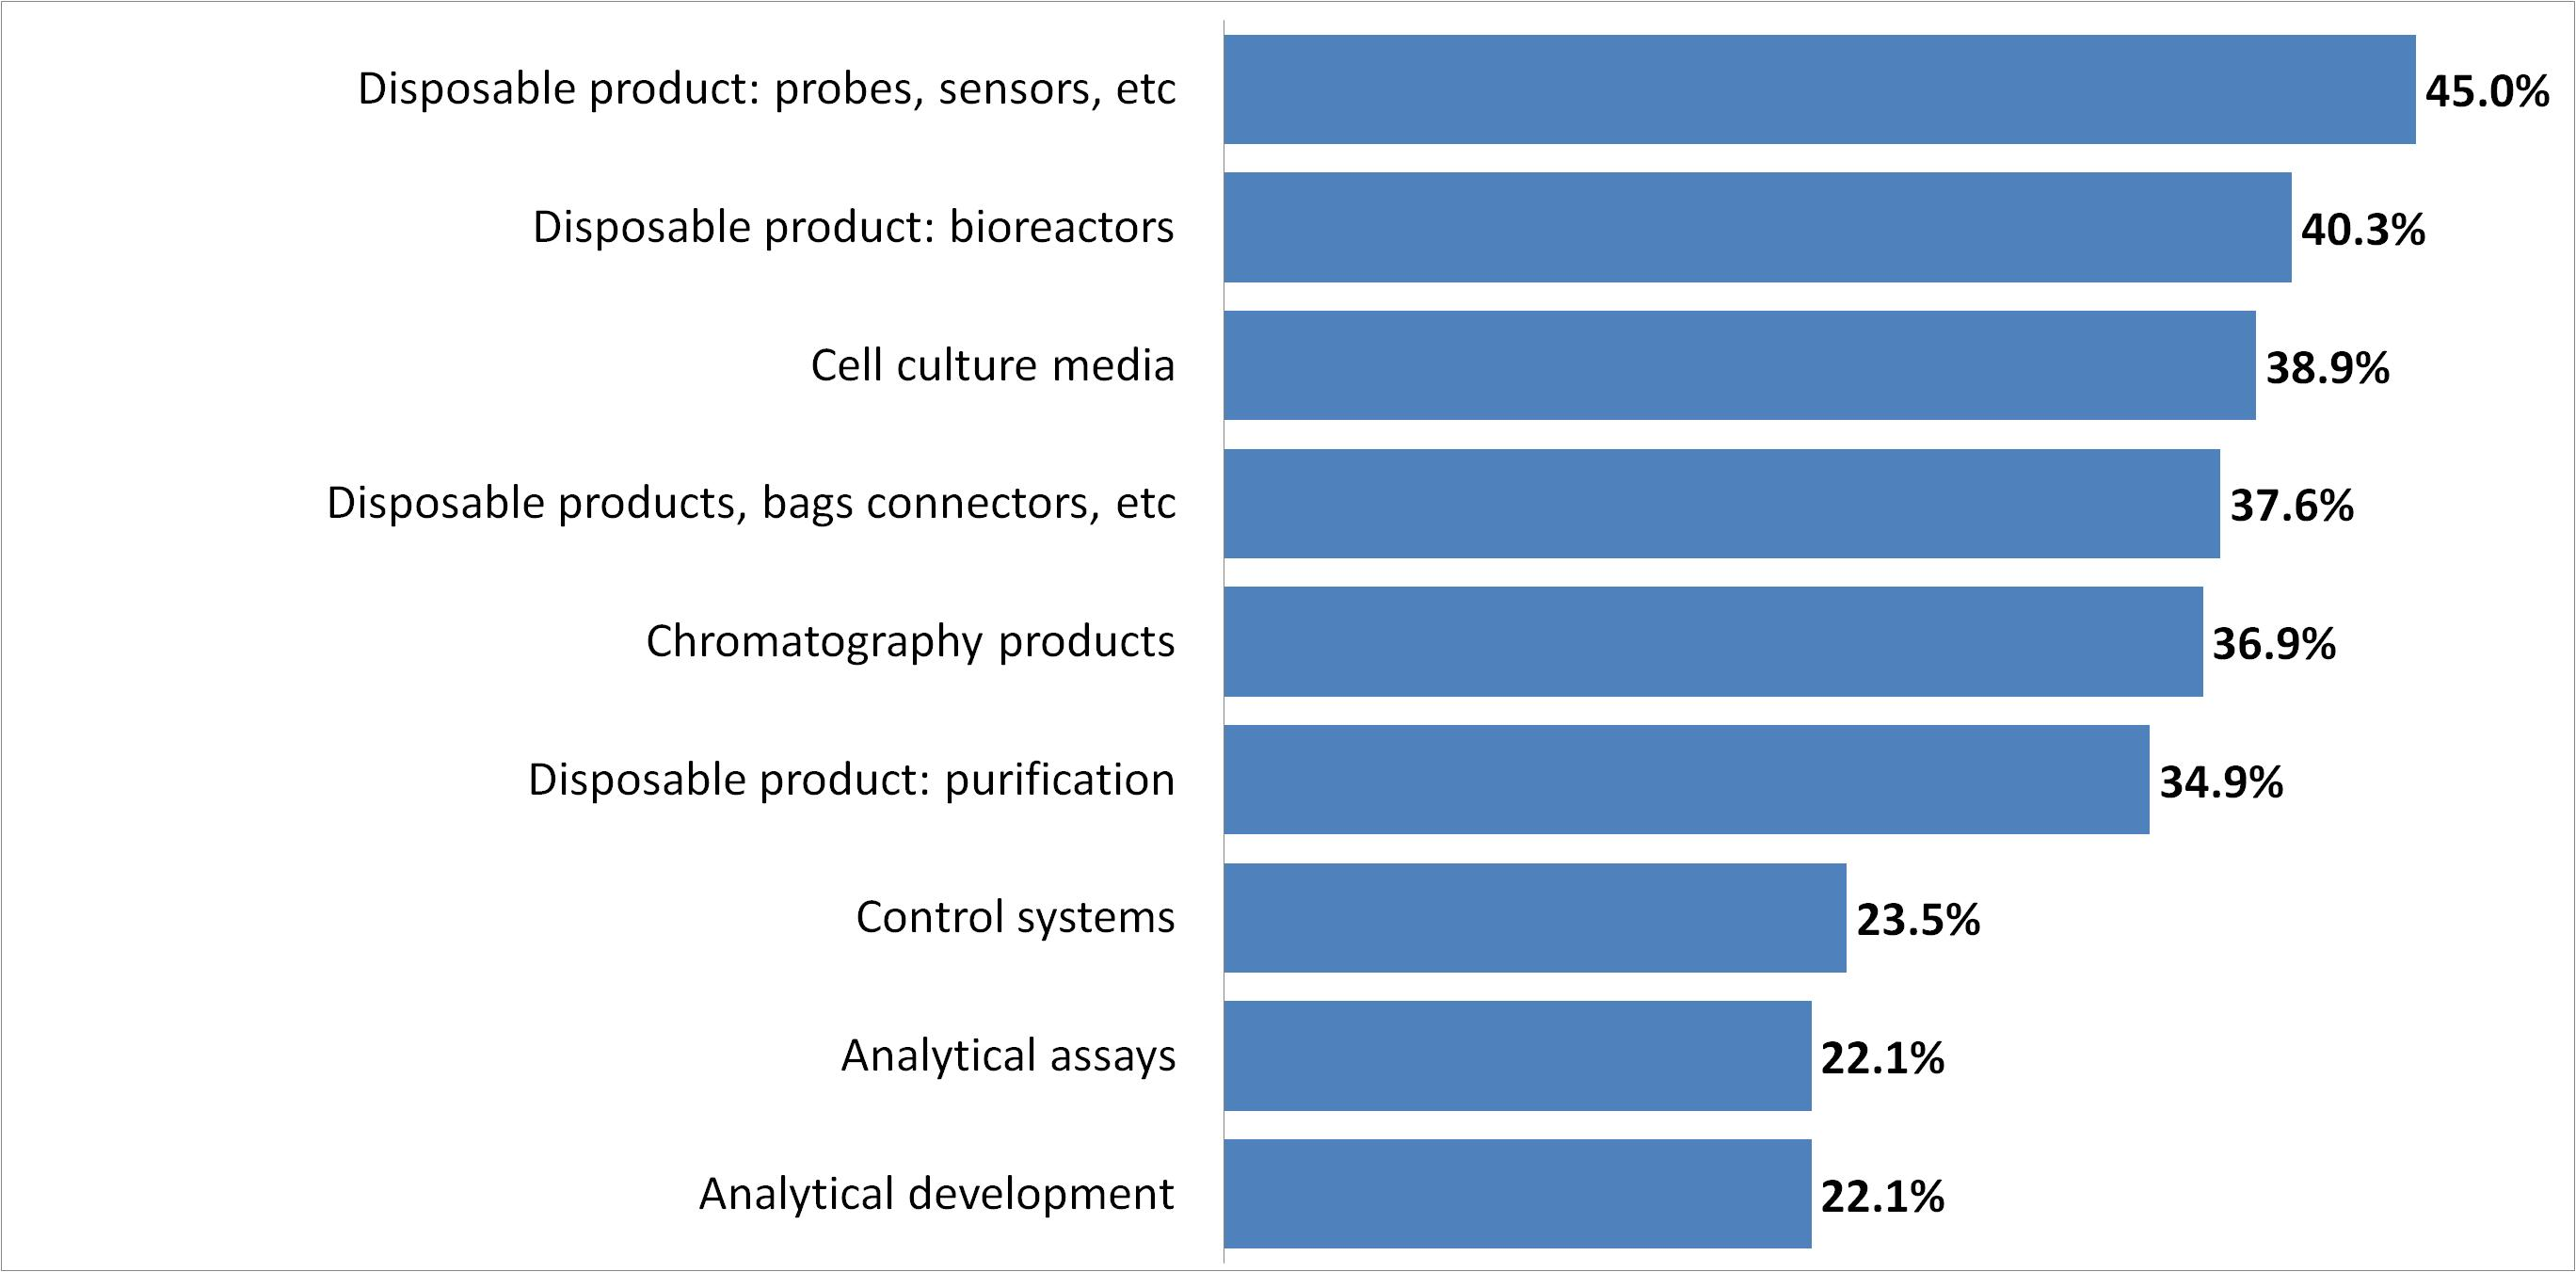 Disposable product: probes, sensors, etc 45.0%
Disposable product: bioreactors 40.3%
Cell culture media 38.9%
Disposable products, bags connectors, etc 37.6%
Chromatography products 36.9%
Disposable product: purification 34.9%
Control systems 23.5%
Analytical assays 22.1%
Analytical development 22.1%